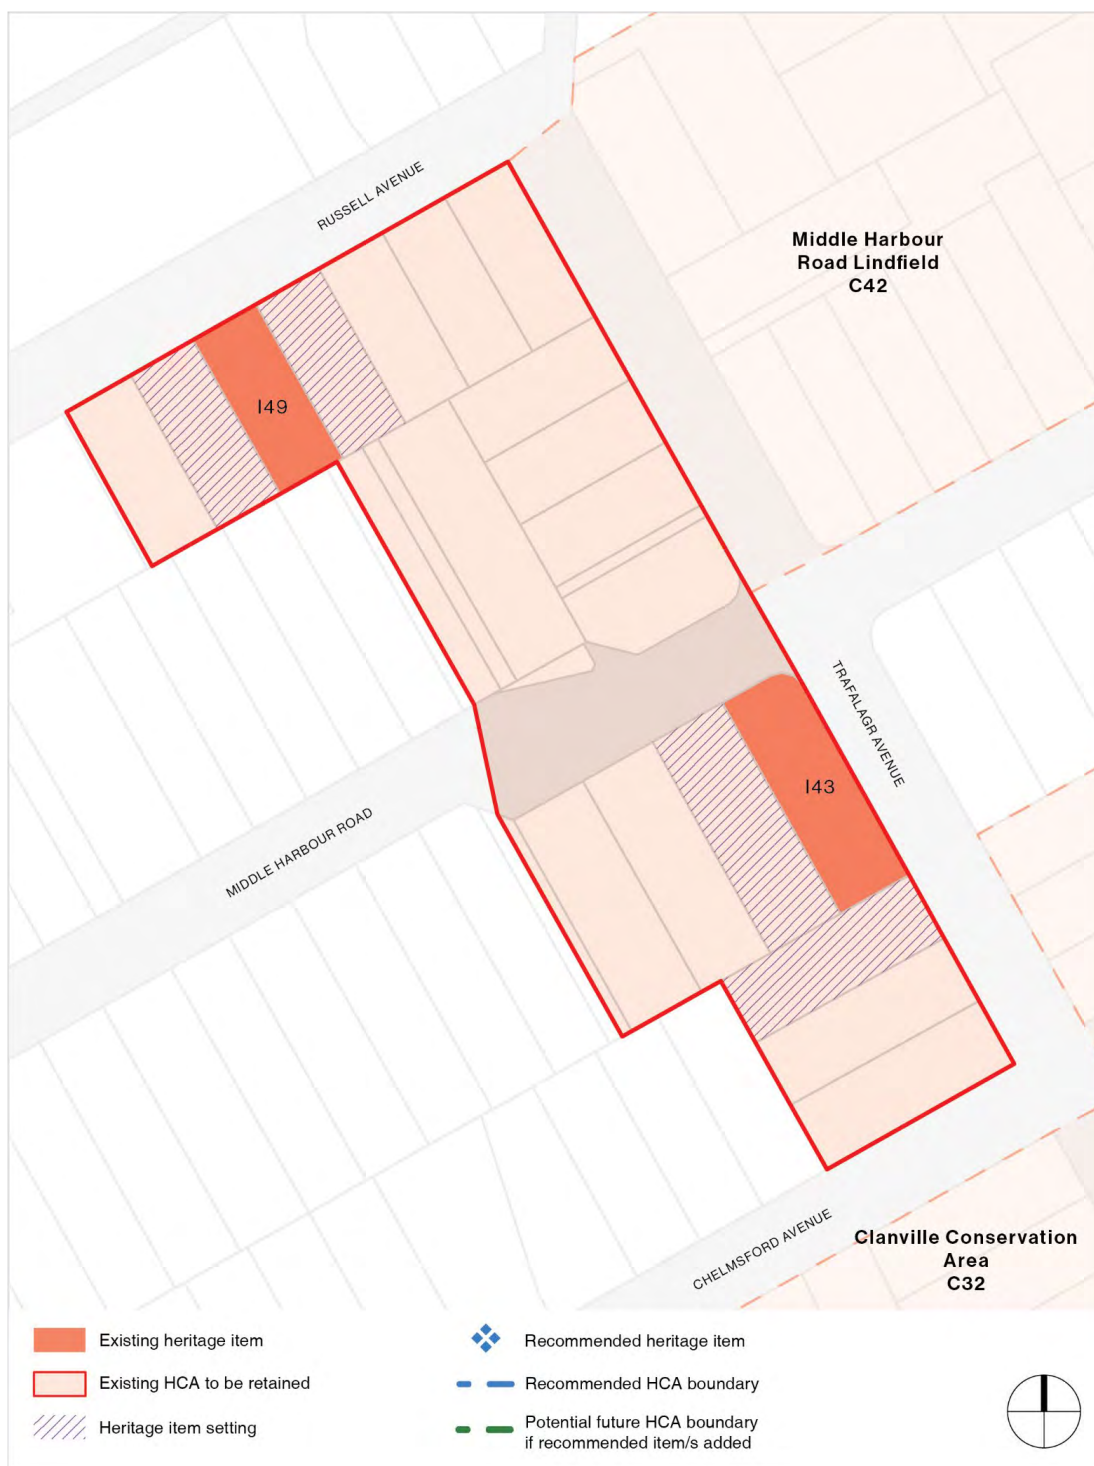 RUSSELL AVENUE
Middle Harbour
Road Lindfield
C42
I49
TRAFALAGR AVENUE
I43
MIDDLE HARBOUR ROAD
CHELMSFORD AVENUE
Clanville Conservation
Area
C32
Existing heritage item
Existing HCA to be retained
Heritage item setting
Recommended heritage item
Recommended HCA boundary
Potential future HCA boundary
if recommended item/s added